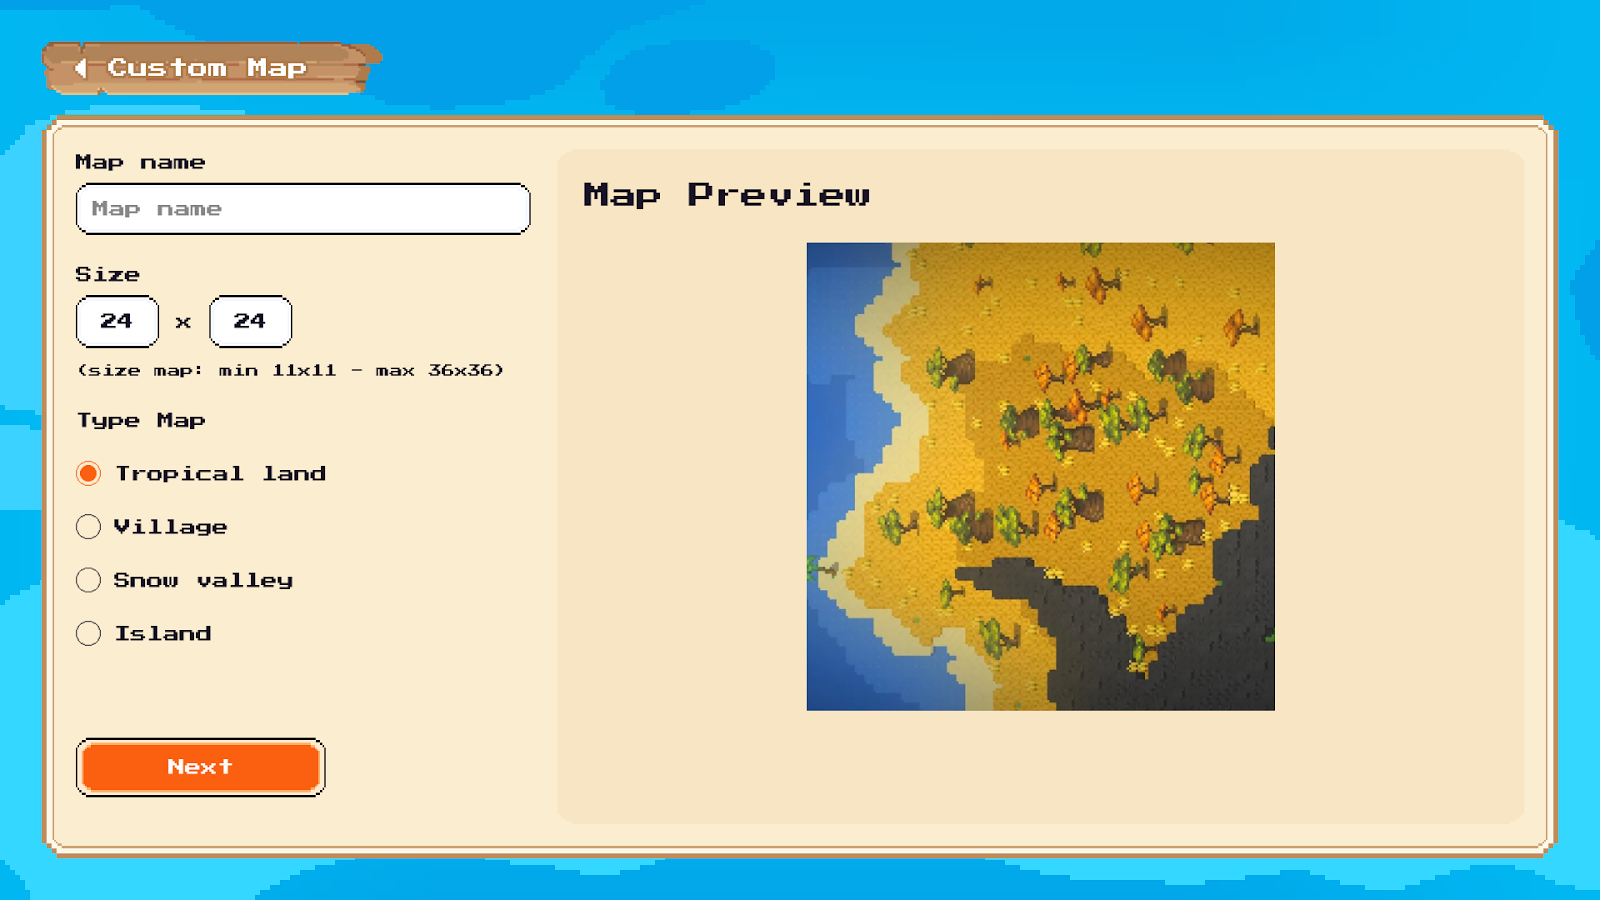 Custom Map
Map name
Map name
Size
24 x 24
(size map: min 11x11 - max 36x36)
Type Map
Tropical land
Village
Snow valley
Island
Next
Map Preview